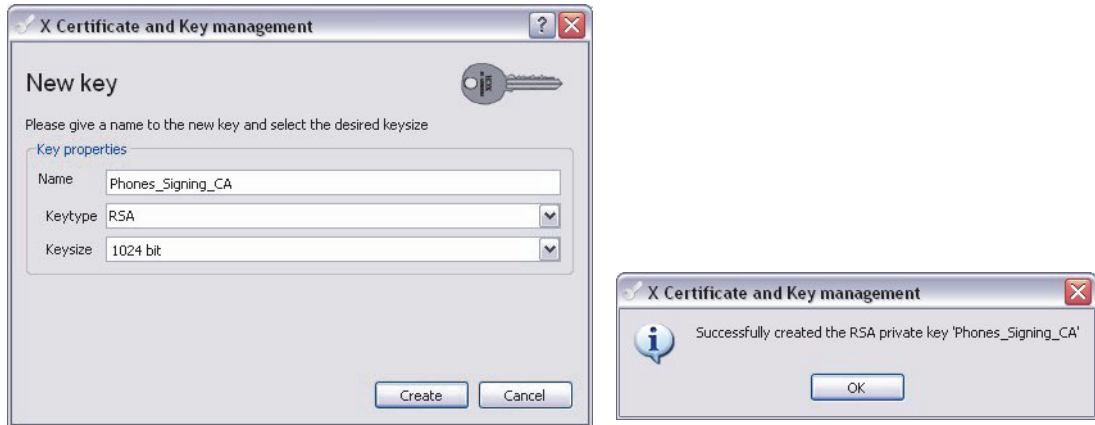 X Certificate and Key management
New key
Please give a name to the new key and select the desired keysize
Key properties
Name Phones_Signing_CA
Keytype RSA
Keysize 1024 bit
Create Cancel
X Certificate and Key management
Successfully created the RSA private key 'Phones_Signing_CA'
OK